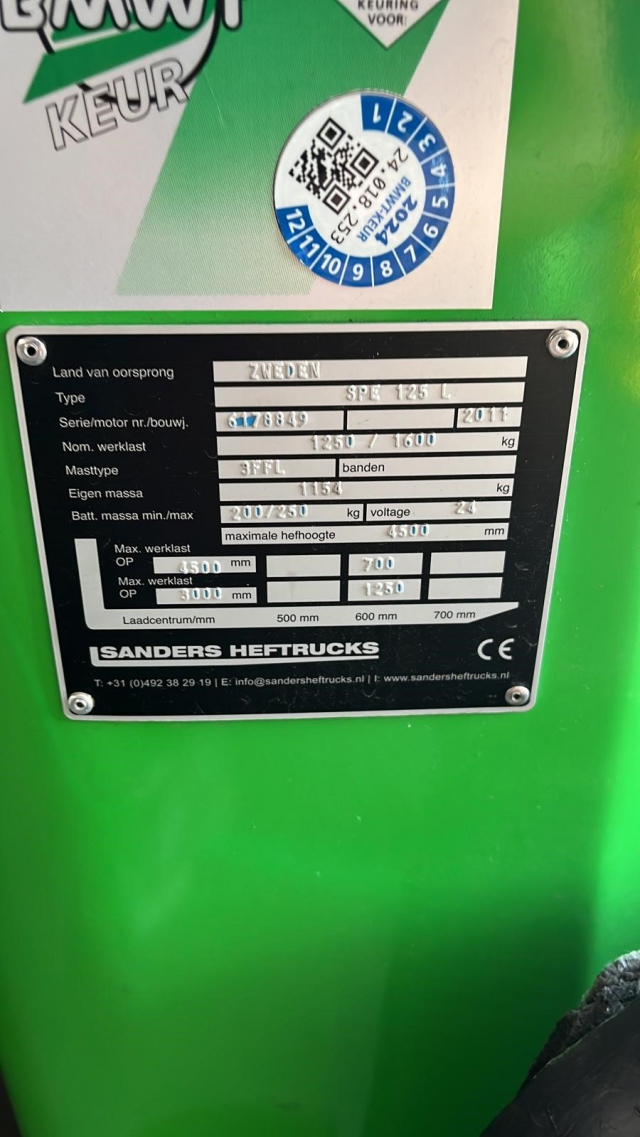 BMWT
KEUR
KEURING
VOOR:
1 2 3 4 5 6 7 8 9 10 11 12
24.018.253
BMWT-KEUR
2024
Land van oorsprong ZWEDEN
Type SPE 125 L
Serie/motor nr./bouwj. 6178849 2011
Nom. werklast 1250 / 1600 kg
Masttype 3FFL banden
Eigen massa 1154 kg
Batt. massa min./max 200/250 kg voltage 24
maximale hefhoogte 4500 mm
Max. werklast
OP 4500 mm 700
Max. werklast
OP 3000 mm 1250
Laadcentrum/mm 500 mm 600 mm 700 mm
SANDERS HEFTRUCKS CE
T: +31 (0)492 38 29 19 | E: info@sandersheftrucks.nl | I: www.sandersheftrucks.nl